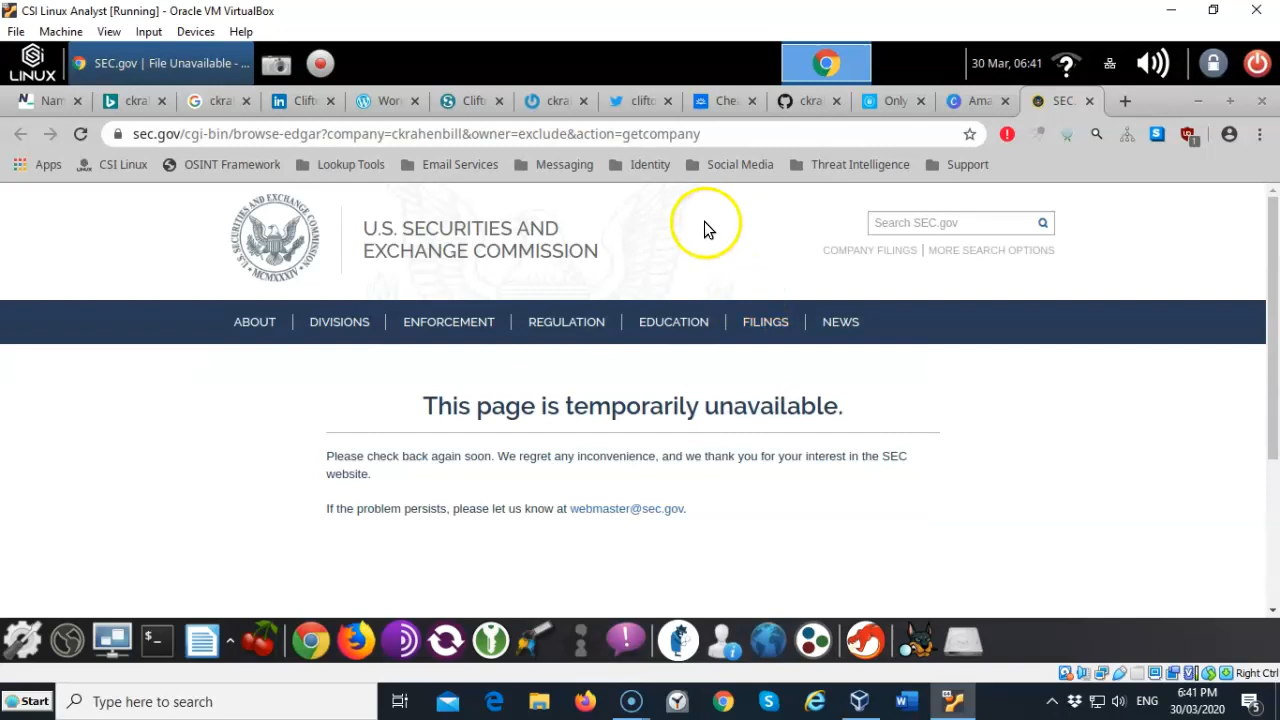 CSI Linux Analyst [Running] - Oracle VM VirtualBox
File Machine View Input Devices Help
LINUX
SEC.gov | File Unavailable - ...
30 Mar, 06:41
Nam
ckra
ckra
Clifto
Wor
Clift
ckra
clifto
Che
ckra
Only
Ama
SEC.
sec.gov/cgi-bin/browse-edgar?company=ckrahenbill&owner=exclude&action=getcompany
Apps CSI Linux OSINT Framework Lookup Tools Email Services Messaging Identity Social Media Threat Intelligence Support
U.S. SECURITIES AND
EXCHANGE COMMISSION
Search SEC.gov
COMPANY FILINGS | MORE SEARCH OPTIONS
ABOUT DIVISIONS ENFORCEMENT REGULATION EDUCATION FILINGS NEWS
This page is temporarily unavailable.
Please check back again soon. We regret any inconvenience, and we thank you for your interest in the SEC
website.
If the problem persists, please let us know at webmaster@sec.gov.
Right Ctrl
Start
Type here to search
ENG
6:41 PM
30/03/2020
5